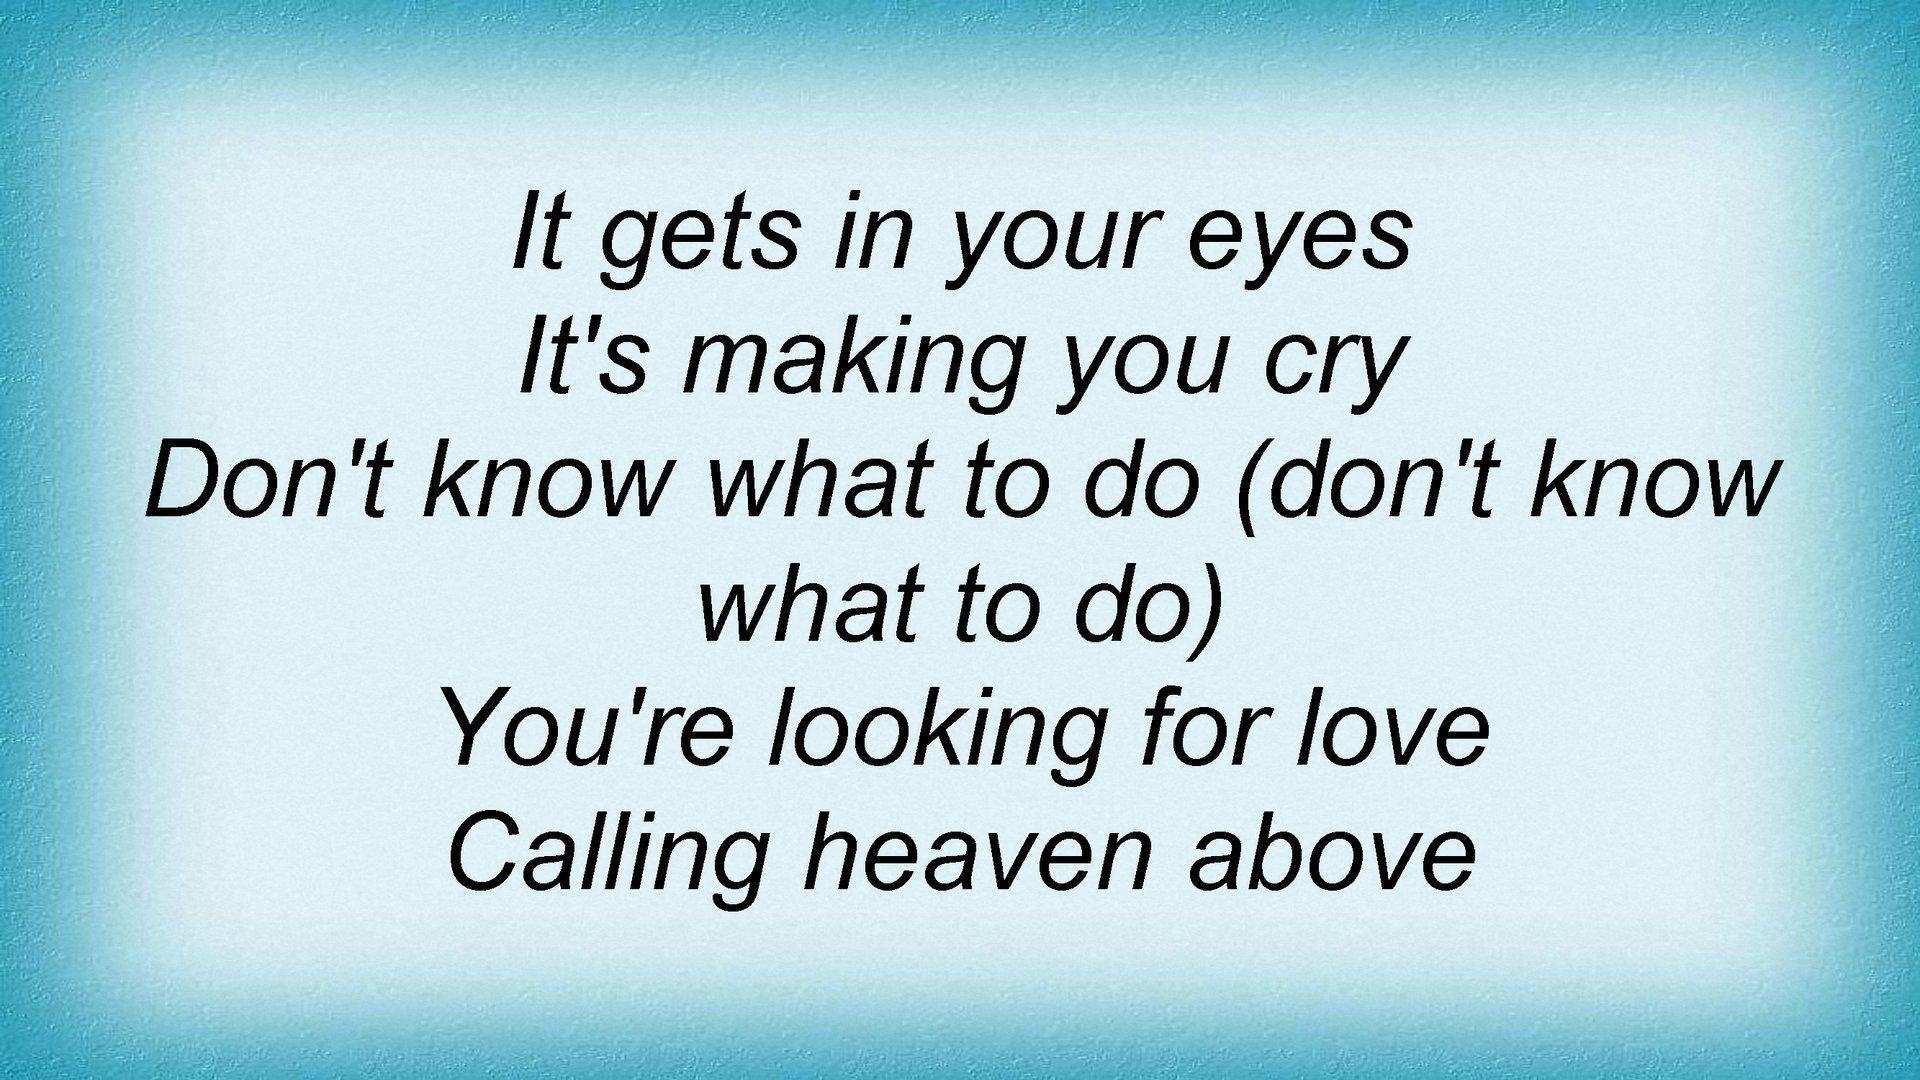 It gets in your eyes
It's making you cry
Don't know what to do (don't know
what to do)
You're looking for love
Calling heaven above